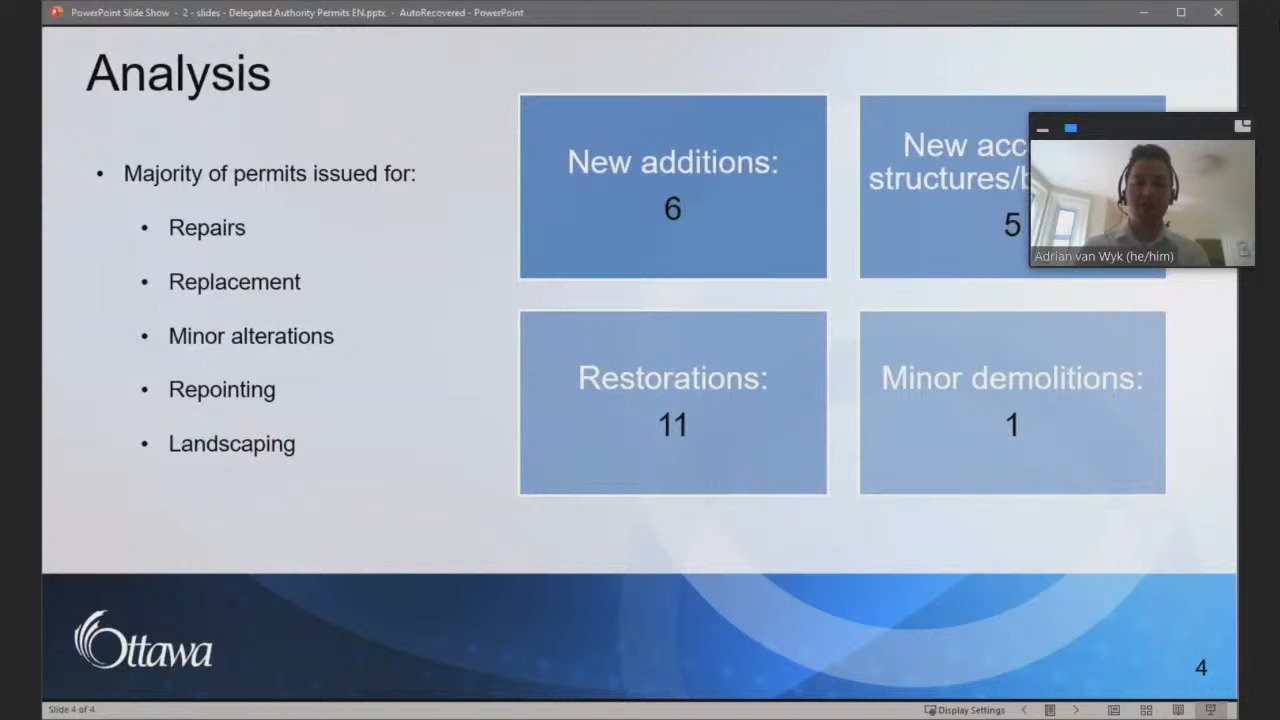 PowerPoint Slide Show - 2 - slides - Delegated Authority Permits EN.pptx - AutoRecovered - PowerPoint
Analysis
• Majority of permits issued for:
• Repairs
• Replacement
• Minor alterations
• Repointing
• Landscaping
New additions:
6
New acc
structures/
5
Restorations:
11
Minor demolitions:
1
Adrian van Wyk (he/him)
Ottawa
4
Slide 4 of 4
Display Settings